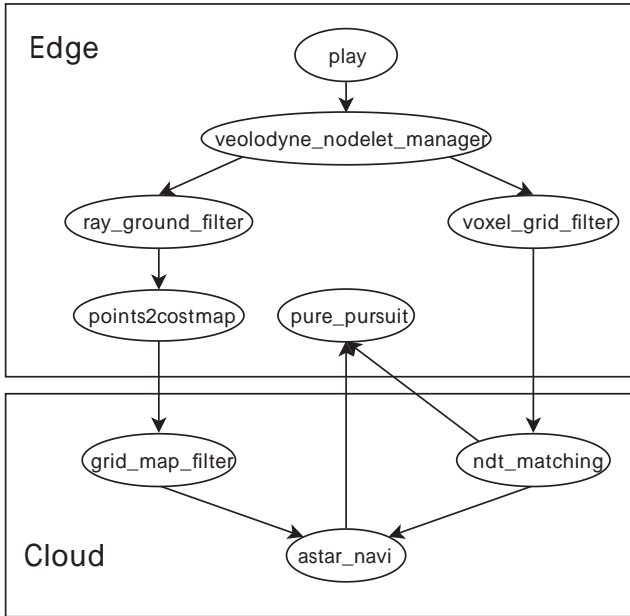 Edge
play
veolodyne_nodelet_manager
ray_ground_filter
voxel_grid_filter
points2costmap
pure_pursuit
grid_map_filter
ndt_matching
astar_navi
Cloud